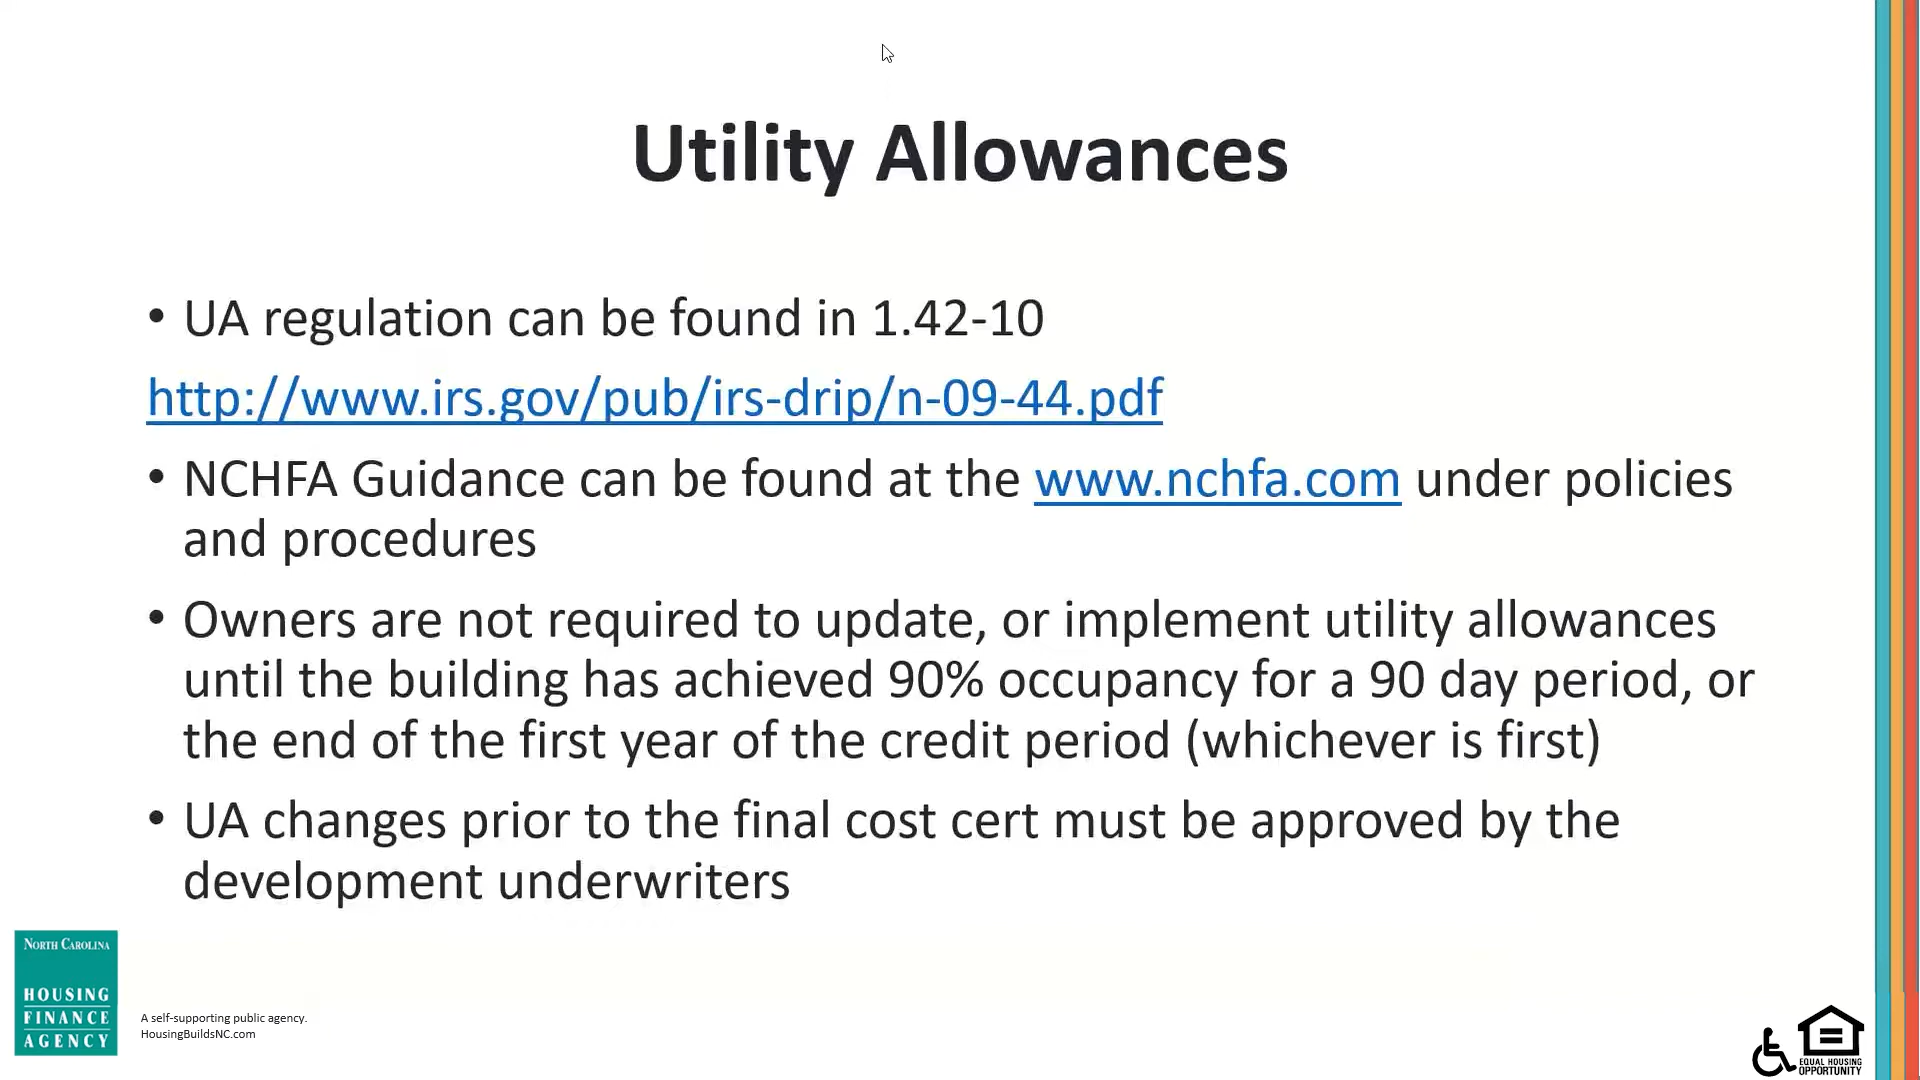 Utility Allowances
• UA regulation can be found in 1.42-10
http://www.irs.gov/pub/irs-drip/n-09-44.pdf
• NCHFA Guidance can be found at the www.nchfa.com under policies
and procedures
• Owners are not required to update, or implement utility allowances
until the building has achieved 90% occupancy for a 90 day period, or
the end of the first year of the credit period (whichever is first)
• UA changes prior to the final cost cert must be approved by the
development underwriters
NORTH CAROLINA
HOUSING
FINANCE
AGENCY
A self-supporting public agency.
HousingBuildsNC.com
EQUAL HOUSING
OPPORTUNITY